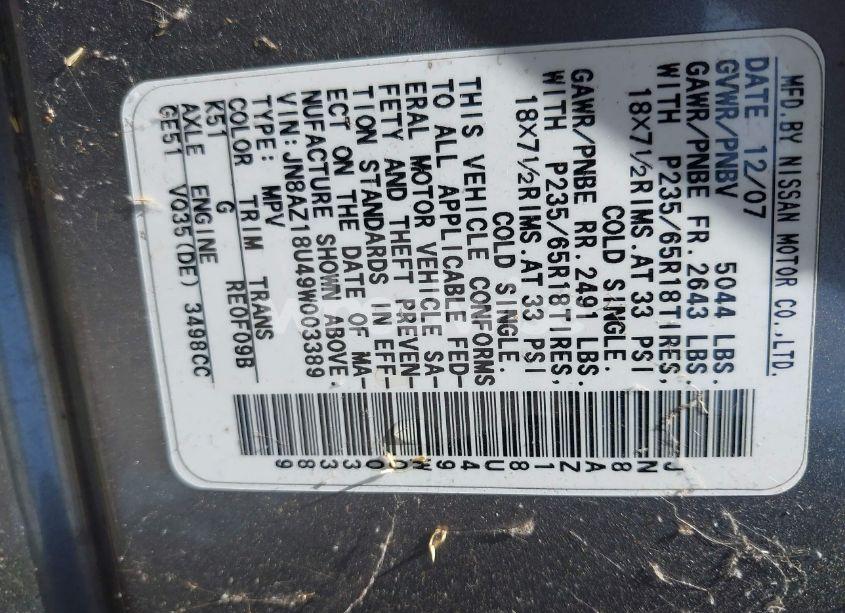 MFD.BY NISSAN MOTOR CO.,LTD.
DATE 12/07
GVWR/PNBV 5044 LBS.
GAWR/PNBE FR. 2643 LBS.
WITH P235/65R18TIRES,
18X7½RIMS.AT 33 PSI
COLD SINGLE.
GAWR/PNBE RR. 2491 LBS.
WITH P235/65R18TIRES,
18X7½RIMS.AT 33 PSI
COLD SINGLE.
THIS VEHICLE CONFORMS
TO ALL APPLICABLE FED-
ERAL MOTOR VEHICLE SA-
FETY AND THEFT PREVEN-
TION STANDARDS IN EFF-
ECT ON THE DATE OF MA-
NUFACTURE SHOWN ABOVE.
VIN:JN8AZ18U49W003389
TYPE: MPV
COLOR TRIM TRANS
K51 G RE0F09B
AXLE ENGINE
GE51 VQ35(DE) 3498CC
JN8AZ18U49W003389